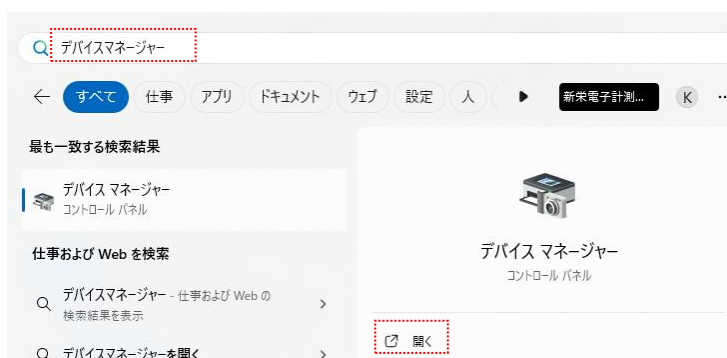 デバイスマネージャー
すべて 仕事 アプリ ドキュメント ウェブ 設定 人 新栄電子計測... K ...
最も一致する検索結果
デバイス マネージャー
コントロール パネル
仕事および Web を検索
デバイスマネージャー - 仕事および Web の
検索結果を表示
デバイスマネージャーを開く
デバイス マネージャー
コントロール パネル
開く